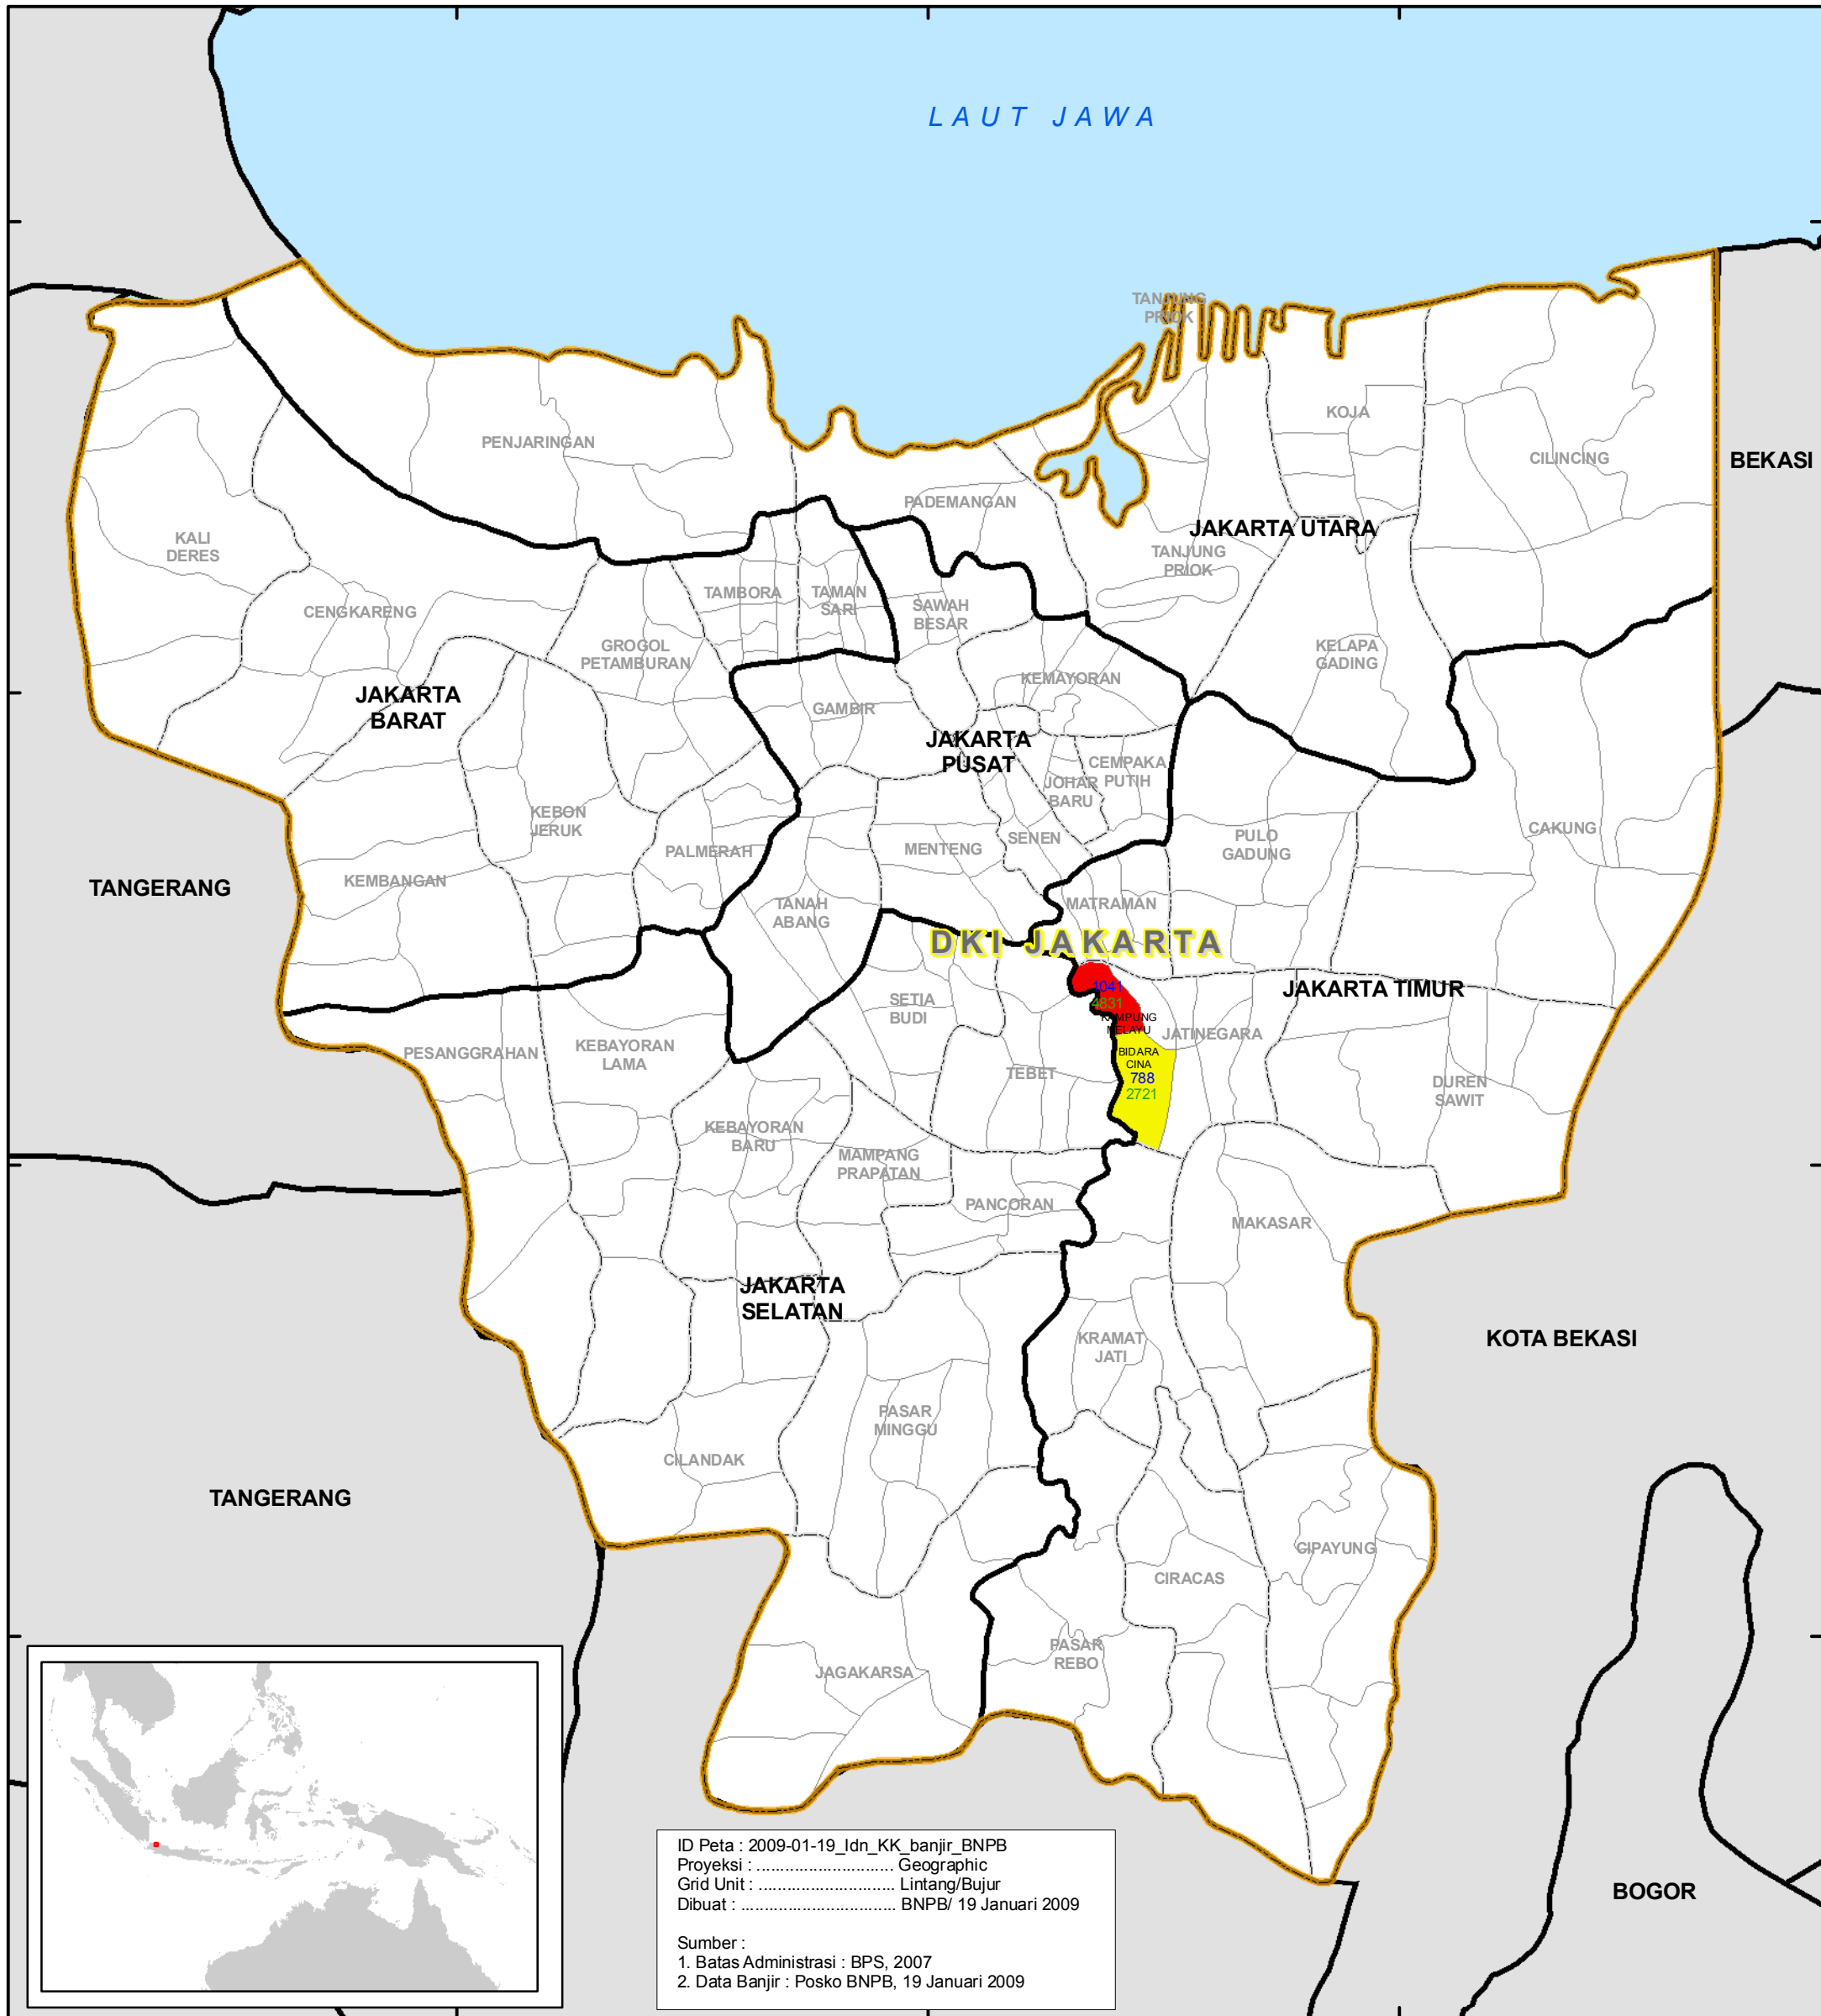 LAUT JAWA
TANJUNG
PRIOK
KOJA
PENJARINGAN
CILINCING
BEKASI
PADEMANGAN
JAKARTA UTARA
KALI
DERES
TANJUNG
PRIOK
TAMBORA
TAMAN
SARI
SAWAH
BESAR
CENGKARENG
GROGOL
PETAMBURAN
KELAPA
GADING
KEMAYORAN
JAKARTA
BARAT
GAMBIR
JAKARTA
PUSAT
CEMPAKA
PUTIH
JOHAR
BARU
KEBON
JERUK
CAKUNG
SENEN
PULO
GADUNG
MENTENG
PALMERAH
KEMBANGAN
TANGERANG
TANAH
ABANG
MATRAMAN
DKI JAKARTA
JAKARTA TIMUR
1041
4831
KAMPUNG
MELAYU
SETIA
BUDI
JATINEGARA
PESANGGRAHAN
KEBAYORAN
LAMA
BIDARA
CINA
788
2721
TEBET
DUREN
SAWIT
KEBAYORAN
BARU
MAMPANG
PRAPATAN
PANCORAN
MAKASAR
JAKARTA
SELATAN
KRAMAT
JATI
KOTA BEKASI
PASAR
MINGGU
CILANDAK
TANGERANG
CIPAYUNG
CIRACAS
PASAR
REBO
JAGAKARSA
BOGOR
ID Peta : 2009-01-19_Idn_KK_banjir_BNPB
Proyeksi : ............................. Geographic
Grid Unit : ............................. Lintang/Bujur
Dibuat : ................................. BNPB/ 19 Januari 2009
Sumber :
1. Batas Administrasi : BPS, 2007
2. Data Banjir : Posko BNPB, 19 Januari 2009